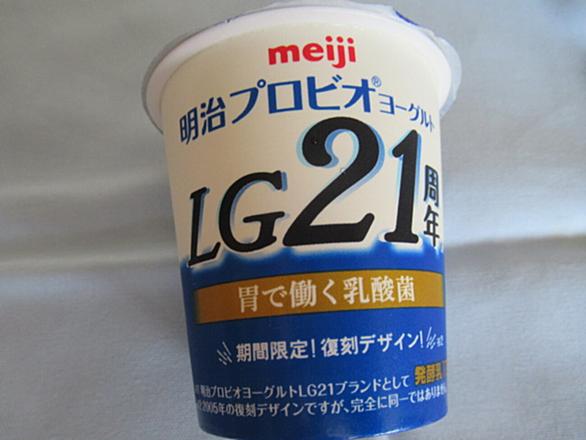 meiji
明治プロビオ®ヨーグルト
LG21周年
胃で働く乳酸菌
期間限定!復刻デザイン! ※2
明治プロビオヨーグルトLG21ブランドとして 発酵乳
2005年の復刻デザインですが、完全に同一ではありませ